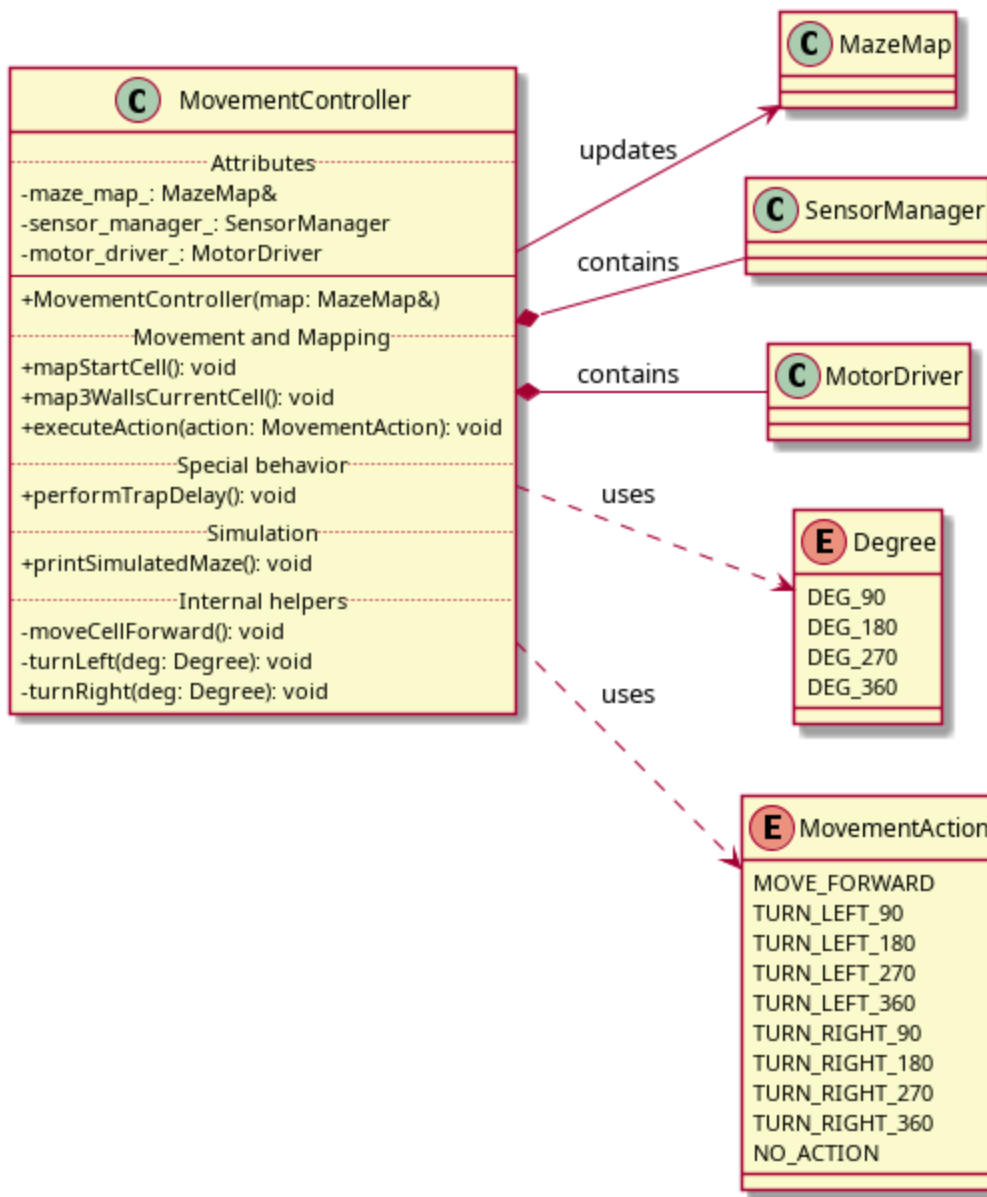 C MovementController
Attributes
-maze_map_: MazeMap&
-sensor_manager_: SensorManager
-motor_driver_: MotorDriver
+MovementController(map: MazeMap&)
Movement and Mapping
+mapStartCell(): void
+map3WallsCurrentCell(): void
+executeAction(action: MovementAction): void
Special behavior
+performTrapDelay(): void
Simulation
+printSimulatedMaze(): void
Internal helpers
-moveCellForward(): void
-turnLeft(deg: Degree): void
-turnRight(deg: Degree): void
updates
contains
contains
uses
uses
C MazeMap
C SensorManager
C MotorDriver
E Degree
DEG_90
DEG_180
DEG_270
DEG_360
E MovementAction
MOVE_FORWARD
TURN_LEFT_90
TURN_LEFT_180
TURN_LEFT_270
TURN_LEFT_360
TURN_RIGHT_90
TURN_RIGHT_180
TURN_RIGHT_270
TURN_RIGHT_360
NO_ACTION